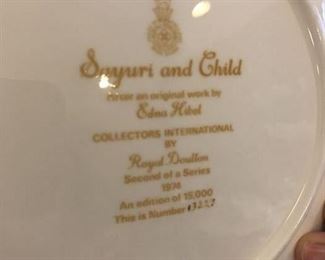 Sayuri and Child
After an original work by
Edna Hibel
COLLECTORS INTERNATIONAL
BY
Royal Doulton
Second of a Series
1974
An edition of 15,000
This is Number